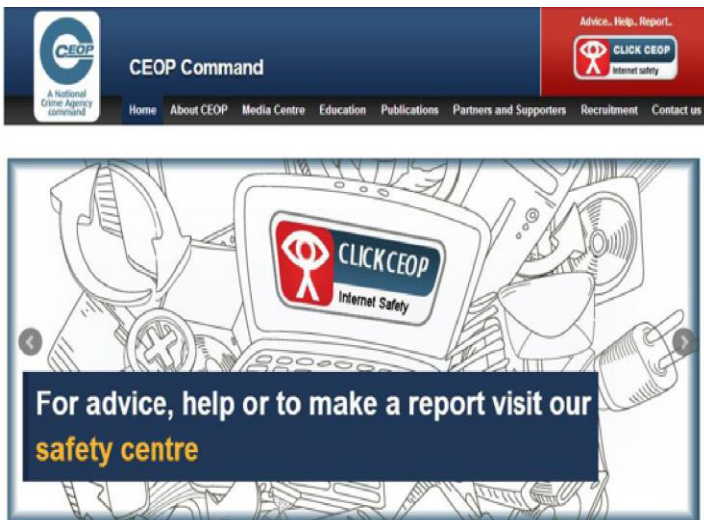 CEOP
A National
Crime Agency
command
CEOP Command
Advice.. Help.. Report..
CLICK CEOP
Internet safety
Home About CEOP Media Centre Education Publications Partners and Supporters Recruitment Contact us
CLICK CEOP
Internet Safety
For advice, help or to make a report visit our
safety centre